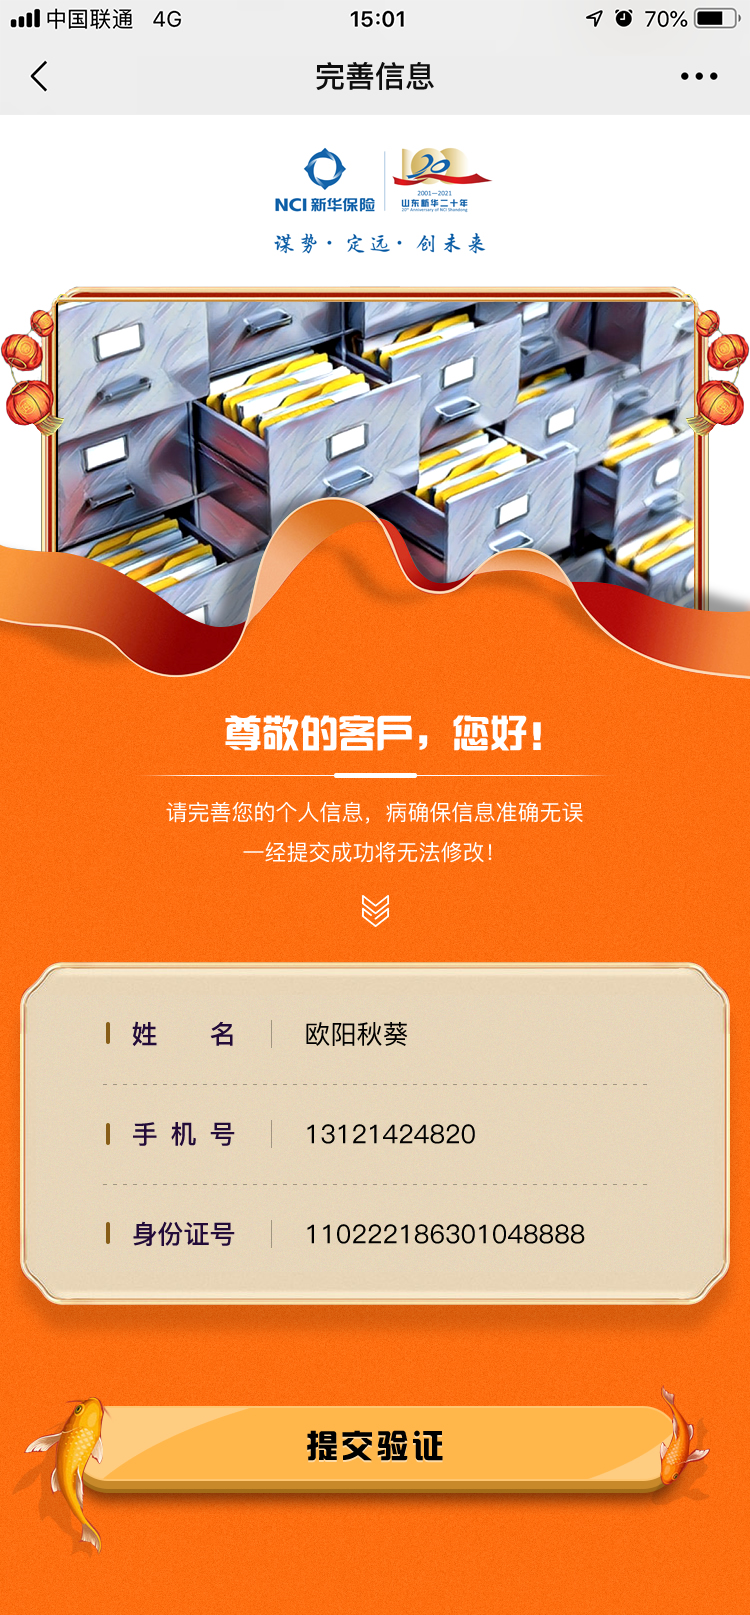 中国联通 4G 15:01 70%
完善信息
NCI 新华保险
2001—2021
山东新华二十年
20th Anniversary of NCI Shandong
谋势·定远·创未来
尊敬的客户，您好！
请完善您的个人信息，病确保信息准确无误
一经提交成功将无法修改！
姓 名 欧阳秋葵
手 机 号 13121424820
身份证号 110222186301048888
提交验证